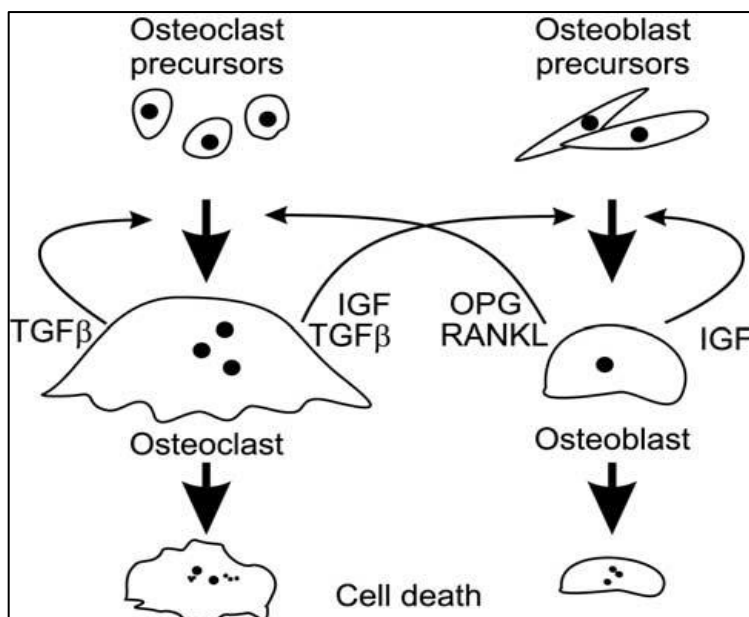 Osteoclast
precursors
Osteoblast
precursors
TGFβ
IGF
TGFβ
OPG
RANKL
IGF
Osteoclast
Osteoblast
Cell death